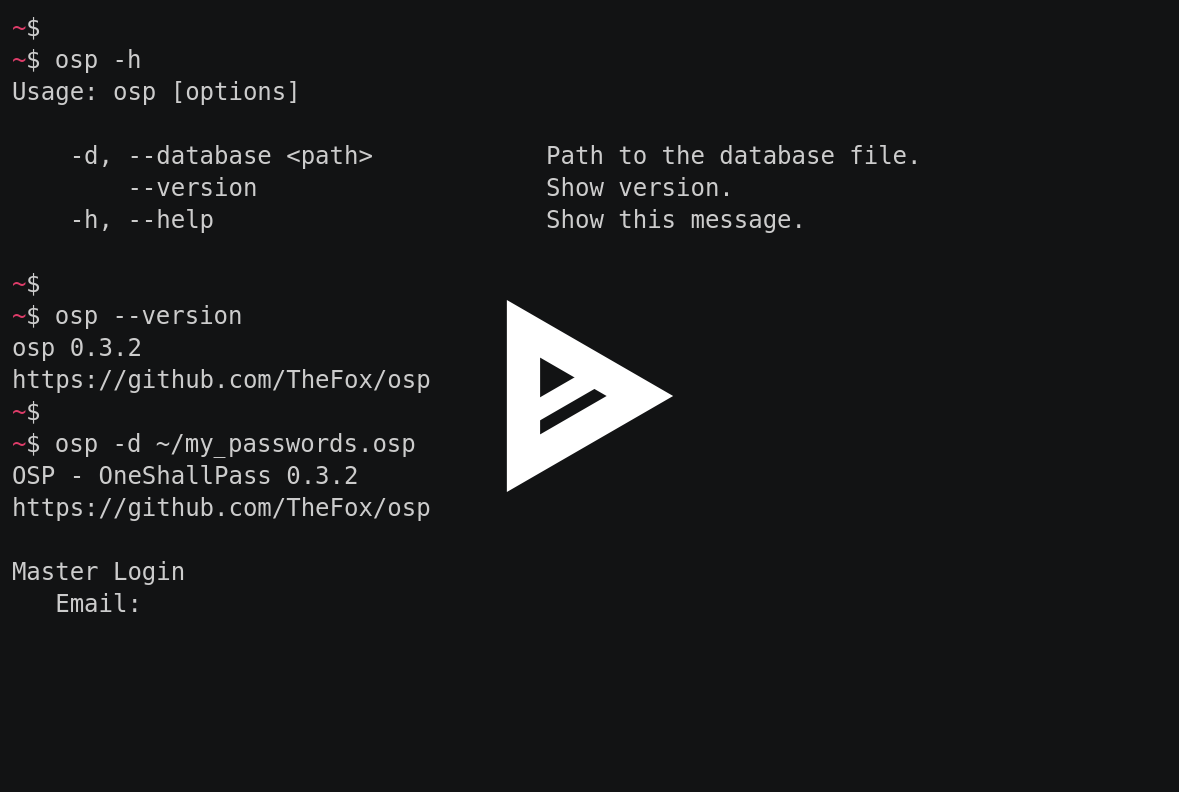 ~$
~$ osp -h
Usage: osp [options]

    -d, --database <path>            Path to the database file.
        --version                    Show version.
    -h, --help                       Show this message.

~$
~$ osp --version
osp 0.3.2
https://github.com/TheFox/osp
~$
~$ osp -d ~/my_passwords.osp
OSP - OneShallPass 0.3.2
https://github.com/TheFox/osp

Master Login
   Email: